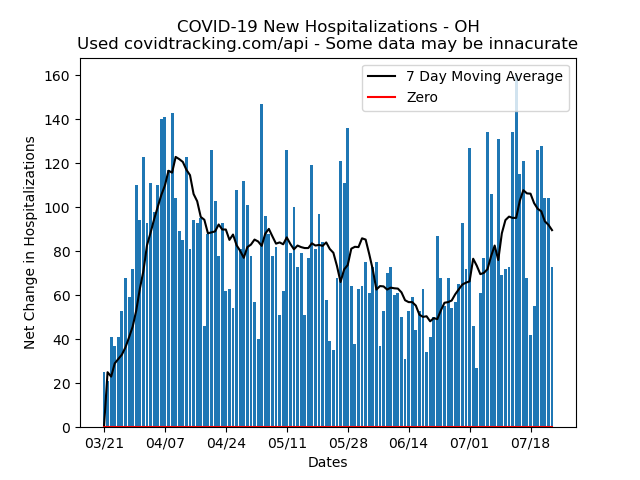 COVID-19 New Hospitalizations - OH
Used covidtracking.com/api - Some data may be innacurate
7 Day Moving Average
Zero
Net Change in Hospitalizations
160
140
120
100
80
60
40
20
0
03/21 04/07 04/24 05/11 05/28 06/14 07/01 07/18
Dates